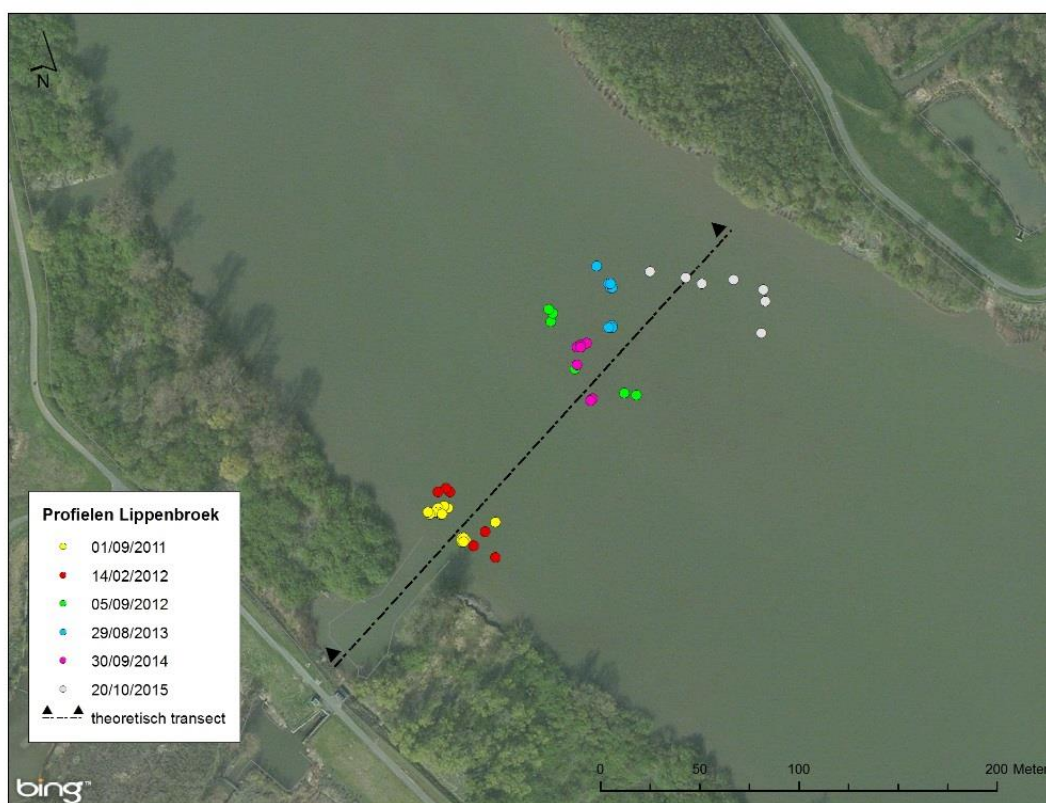 N
Profielen Lippenbroek
01/09/2011
14/02/2012
05/09/2012
29/08/2013
30/09/2014
20/10/2015
theoretisch transect
bing™
0 50 100 200 Meter